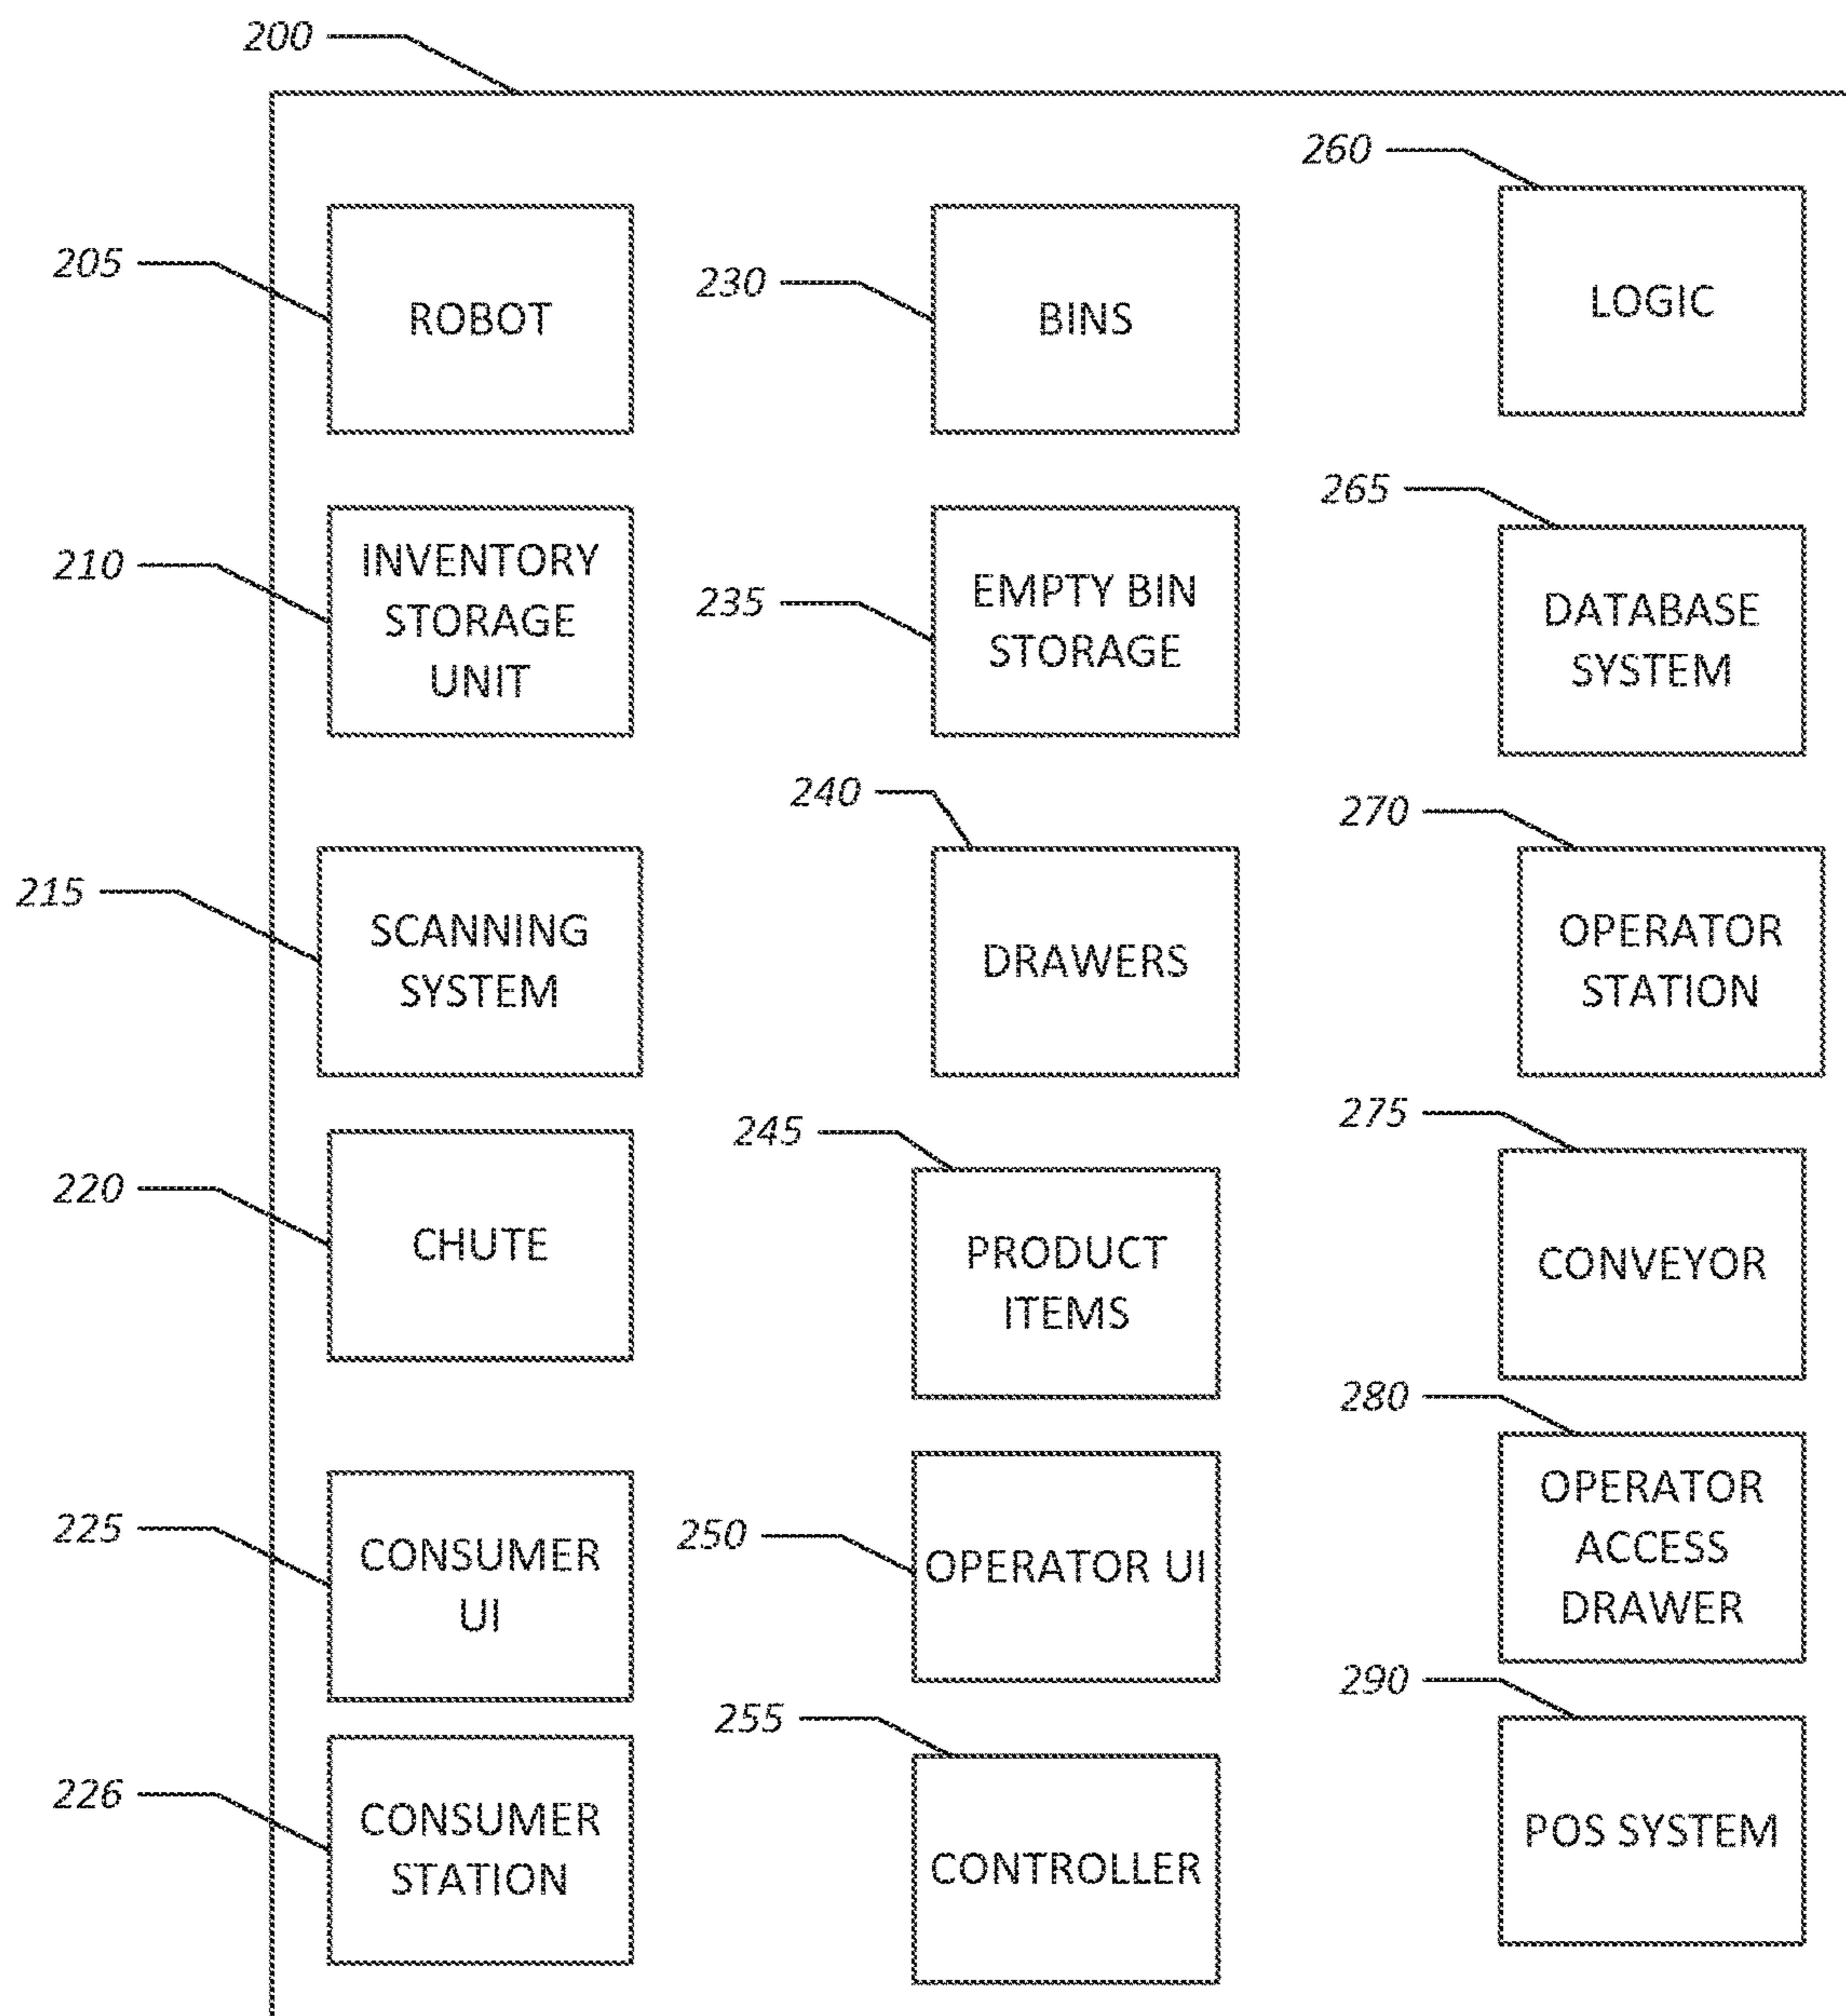 200
260
205
ROBOT
230
BINS
LOGIC
265
210
INVENTORY
STORAGE
UNIT
235
EMPTY BIN
STORAGE
DATABASE
SYSTEM
240
270
215
SCANNING
SYSTEM
DRAWERS
OPERATOR
STATION
275
220
CHUTE
245
PRODUCT
ITEMS
CONVEYOR
280
225
CONSUMER
UI
250
OPERATOR UI
OPERATOR
ACCESS
DRAWER
290
226
CONSUMER
STATION
255
CONTROLLER
POS SYSTEM